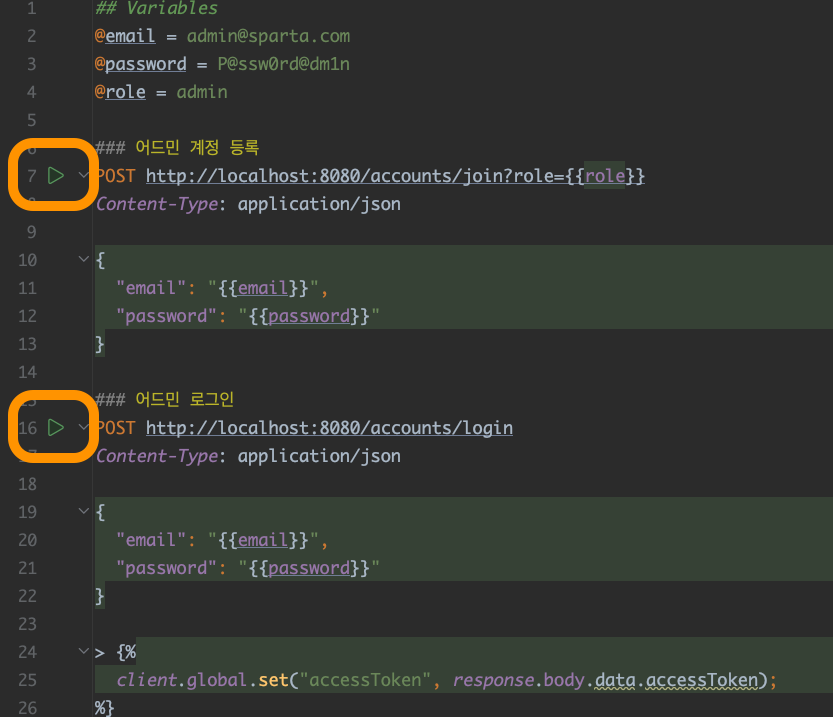 1 ## Variables
2 @email = admin@sparta.com
3 @password = P@ssw0rd@dm1n
4 @role = admin
5
6 ### 어드민 계정 등록
7 POST http://localhost:8080/accounts/join?role={{role}}
8 Content-Type: application/json
9
10 {
11 "email": "{{email}}",
12 "password": "{{password}}"
13 }
14
15 ### 어드민 로그인
16 POST http://localhost:8080/accounts/login
17 Content-Type: application/json
18
19 {
20 "email": "{{email}}",
21 "password": "{{password}}"
22 }
23
24 > {%
25 client.global.set("accessToken", response.body.data.accessToken);
26 %}